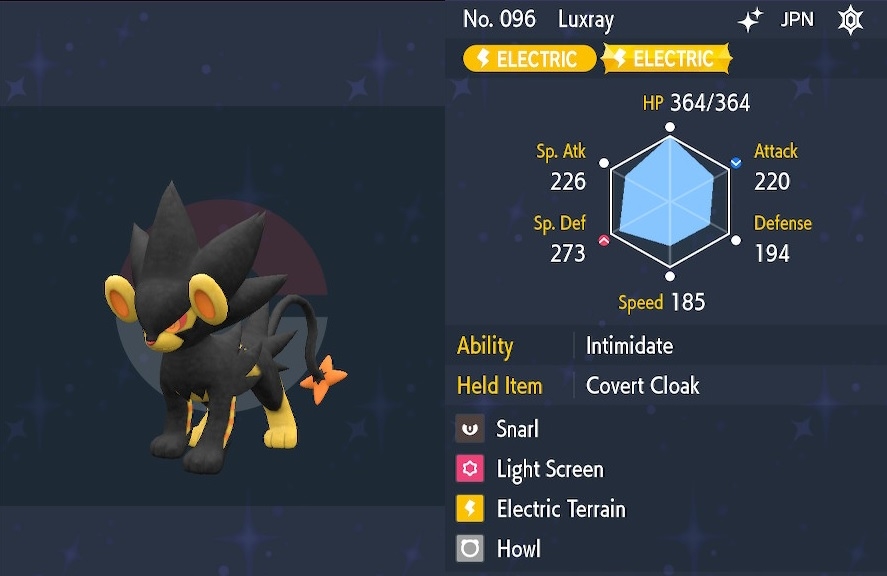 No. 096 Luxray JPN
ELECTRIC ELECTRIC
HP 364/364
Sp. Atk Attack
226 220
Sp. Def Defense
273 194
Speed 185
Ability Intimidate
Held Item Covert Cloak
Snarl
Light Screen
Electric Terrain
Howl